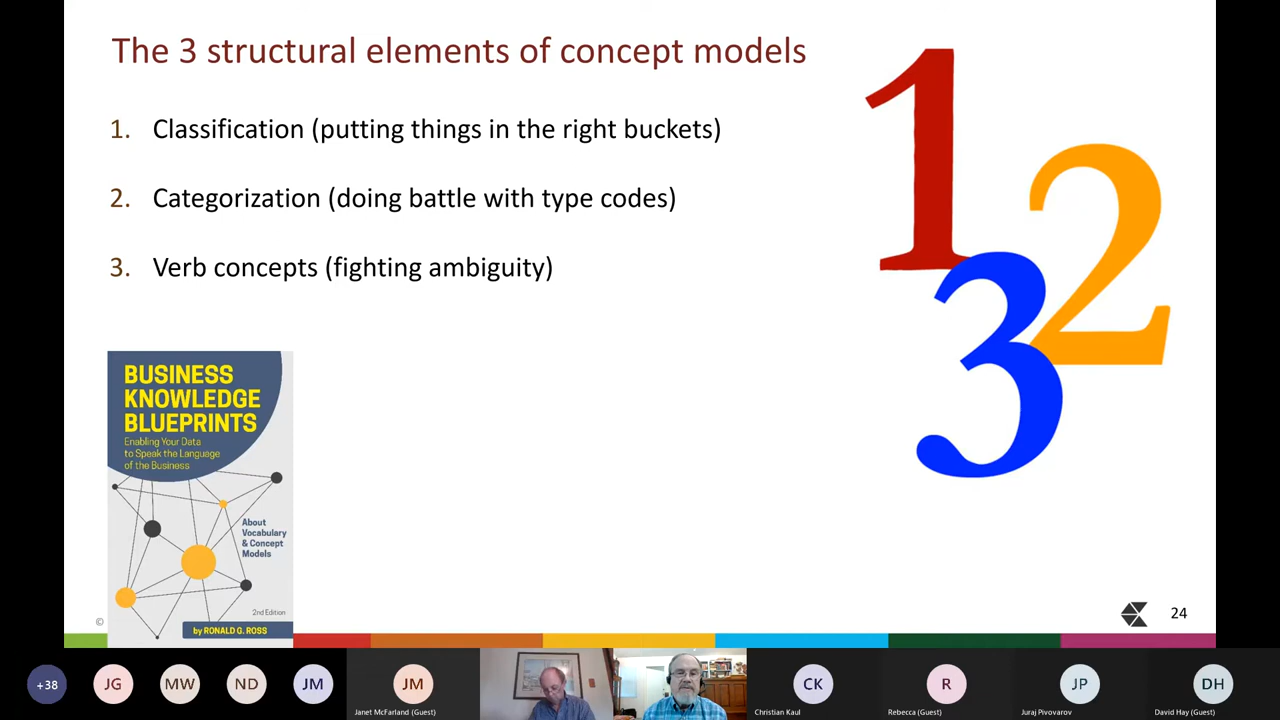 The 3 structural elements of concept models
1. Classification (putting things in the right buckets)
2. Categorization (doing battle with type codes)
3. Verb concepts (fighting ambiguity)
1
2
3
BUSINESS
KNOWLEDGE
BLUEPRINTS
Enabling Your Data
to Speak the Language
of the Business
About
Vocabulary
& Concept
Models
2nd Edition
by RONALD G. ROSS
©
24
+38
JG
MW
ND
JM
JM
CK
R
JP
DH
Janet McFarland (Guest)
Christian Kaul
Rebecca (Guest)
Juraj Pivovarov
David Hay (Guest)